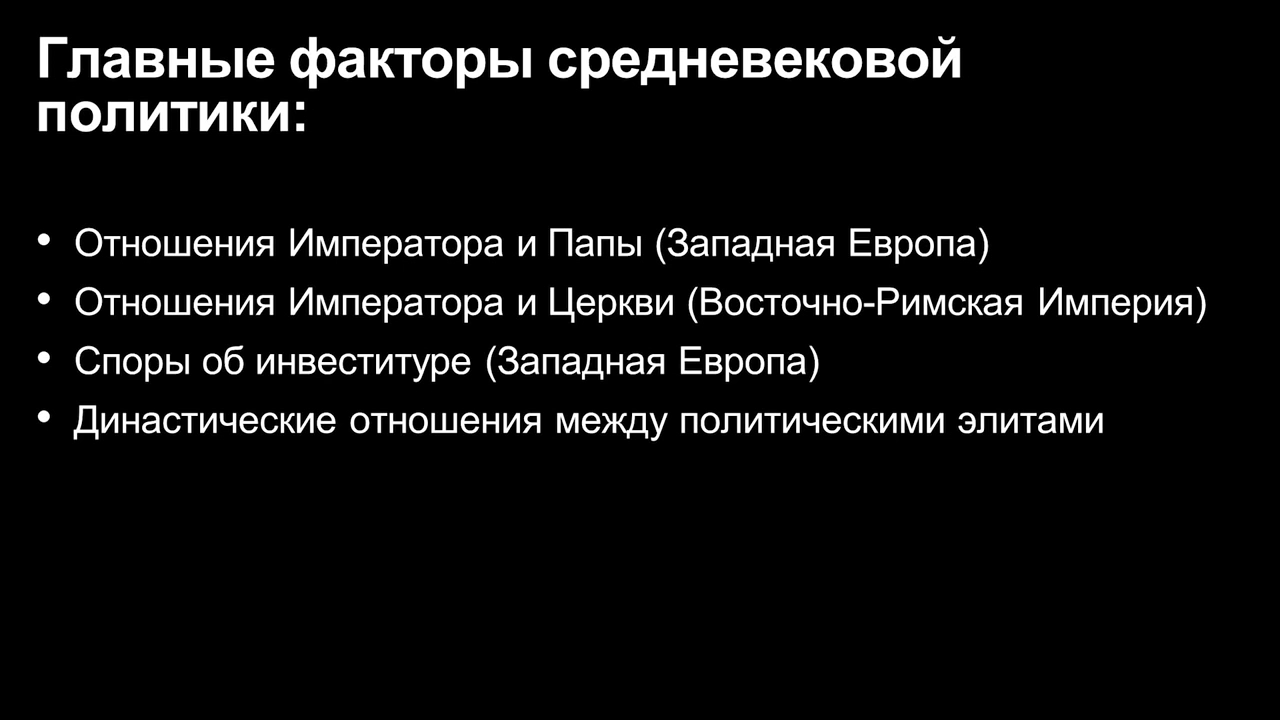 Главные факторы средневековой
политики:
• Отношения Императора и Папы (Западная Европа)
• Отношения Императора и Церкви (Восточно-Римская Империя)
• Споры об инвеституре (Западная Европа)
• Династические отношения между политическими элитами